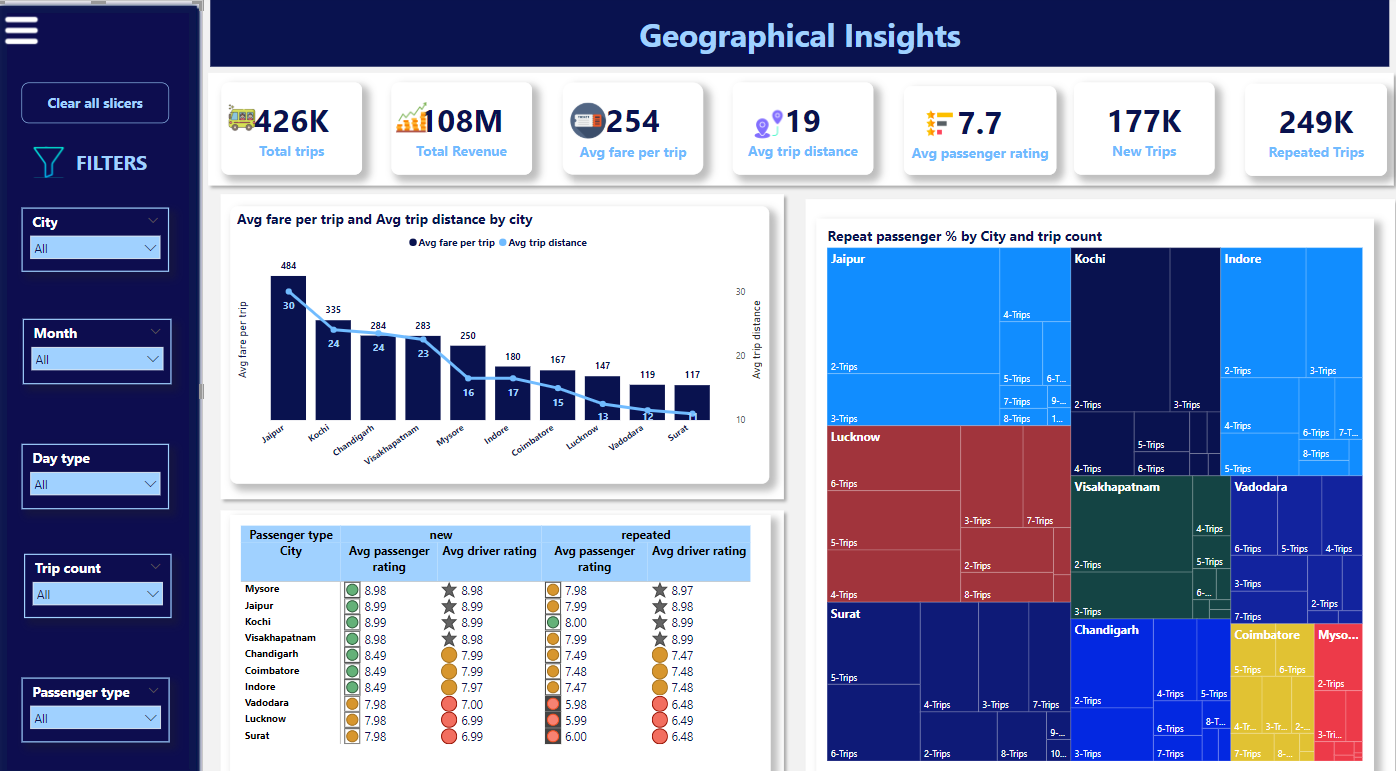 Geographical Insights
Clear all slicers
FILTERS
City
All
Month
All
Day type
All
Trip count
All
Passenger type
All
426K
Total trips
108M
Total Revenue
254
Avg fare per trip
19
Avg trip distance
7.7
Avg passenger rating
177K
New Trips
249K
Repeated Trips
Avg fare per trip and Avg trip distance by city
Avg fare per trip Avg trip distance
Avg fare per trip
484 335 284 283 250 180 167 147 119 117
30 24 24 23 16 17 15 13 12 11
30
20
10
Avg trip distance
Jaipur Kochi Chandigarh Visakhapatnam Mysore Indore Coimbatore Lucknow Vadodara Surat
Passenger type new repeated
City Avg passenger rating Avg driver rating Avg passenger rating Avg driver rating
Mysore 8.98 8.98 7.98 8.97
Jaipur 8.99 8.99 7.99 8.98
Kochi 8.99 8.99 8.00 8.99
Visakhapatnam 8.98 8.98 7.99 8.99
Chandigarh 8.49 7.99 7.49 7.47
Coimbatore 8.49 7.99 7.48 7.48
Indore 8.49 7.97 7.47 7.48
Vadodara 7.98 7.00 5.98 6.48
Lucknow 7.98 6.99 5.99 6.49
Surat 7.98 6.99 6.00 6.48
Repeat passenger % by City and trip count
Jaipur
2-Trips
3-Trips
4-Trips
5-Trips
6-T...
7-Trips
9-...
8-Trips
1...
Kochi
2-Trips
3-Trips
4-Trips
5-Trips
6-Trips
Indore
2-Trips
3-Trips
4-Trips
5-Trips
6-Trips
7-T...
8-Trips
Lucknow
6-Trips
5-Trips
4-Trips
3-Trips
7-Trips
2-Trips
8-Trips
Visakhapatnam
2-Trips
3-Trips
4-Trips
5-Trips
6-...
Vadodara
6-Trips
5-Trips
4-Trips
3-Trips
7-Trips
2-Trips
Surat
5-Trips
6-Trips
4-Trips
3-Trips
7-Trips
2-Trips
8-Trips
9-...
10...
Chandigarh
2-Trips
3-Trips
4-Trips
5-Trips
6-Trips
8-T...
7-Trips
Coimbatore
5-Trips
6-Trips
4-Tr...
3-Tr...
2-...
7-Trips
8-...
Myso...
2-Trips
3-Tri...